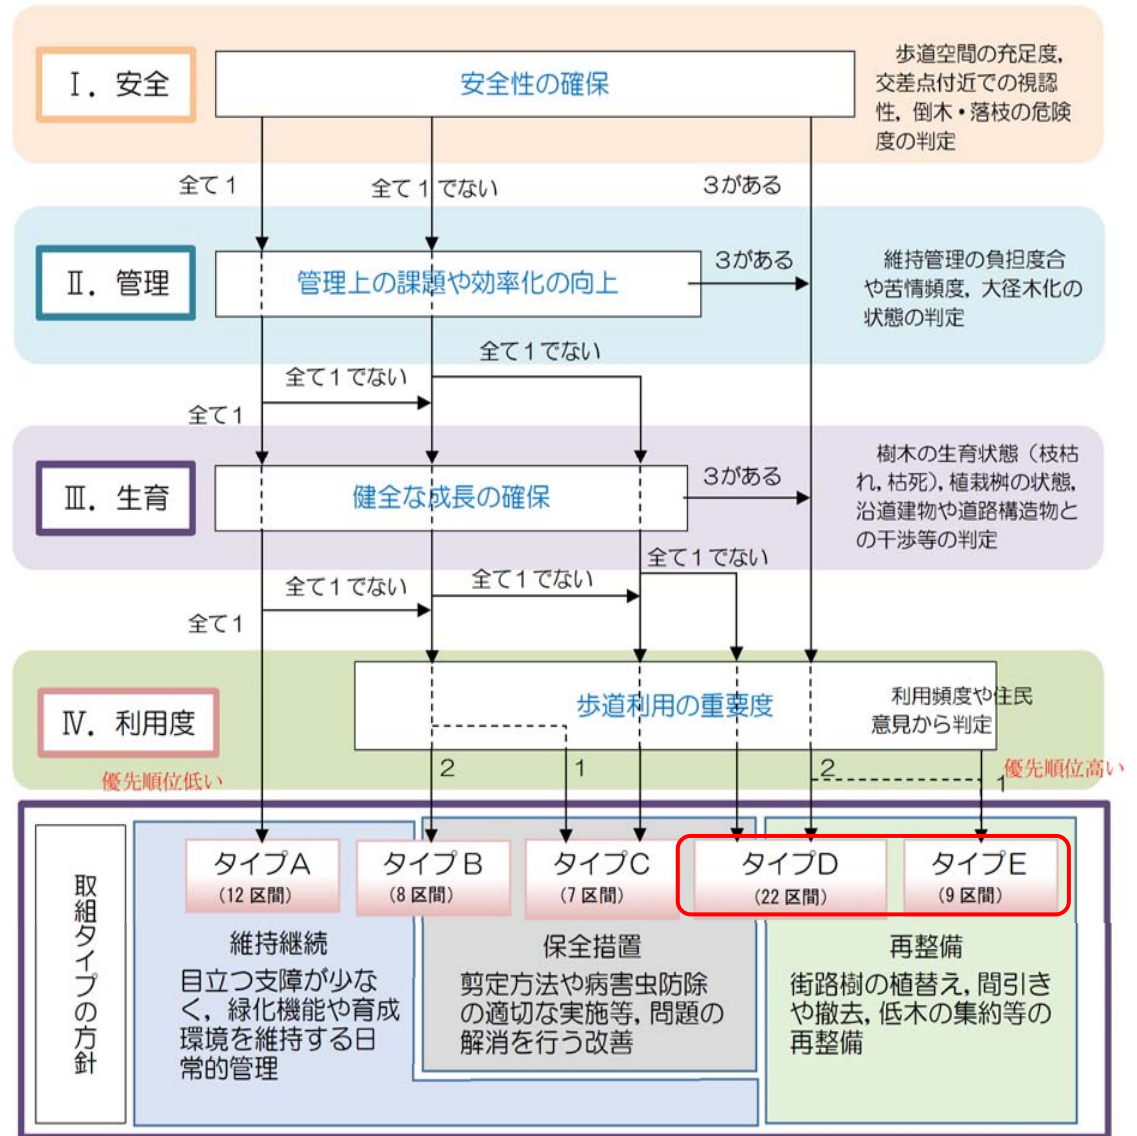 Ⅰ．安全
安全性の確保
歩道空間の充足度，
交差点付近での視認
性，倒木・落枝の危険
度の判定
全て１
全て１でない
３がある
Ⅱ．管理
管理上の課題や効率化の向上
３がある
維持管理の負担度合
や苦情頻度，大径木化の
状態の判定
全て１でない
全て１でない
全て１
Ⅲ．生育
健全な成長の確保
３がある
樹木の生育状態（枝枯
れ，枯死），植栽桝の状態，
沿道建物や道路構造物と
の干渉等の判定
全て１でない
全て１でない
全て１でない
全て１
Ⅳ．利用度
歩道利用の重要度
利用頻度や住民
意見から判定
優先順位低い
2
1
2
1
優先順位高い
取組タイプの方針
タイプＡ
（12 区間）
タイプＢ
（8 区間）
タイプＣ
（7 区間）
タイプＤ
（22 区間）
タイプＥ
（9 区間）
維持継続
目立つ支障が少な
く，緑化機能や育成
環境を維持する日
常的管理
保全措置
剪定方法や病害虫防除
の適切な実施等，問題の
解消を行う改善
再整備
街路樹の植替え，間引き
や撤去，低木の集約等の
再整備